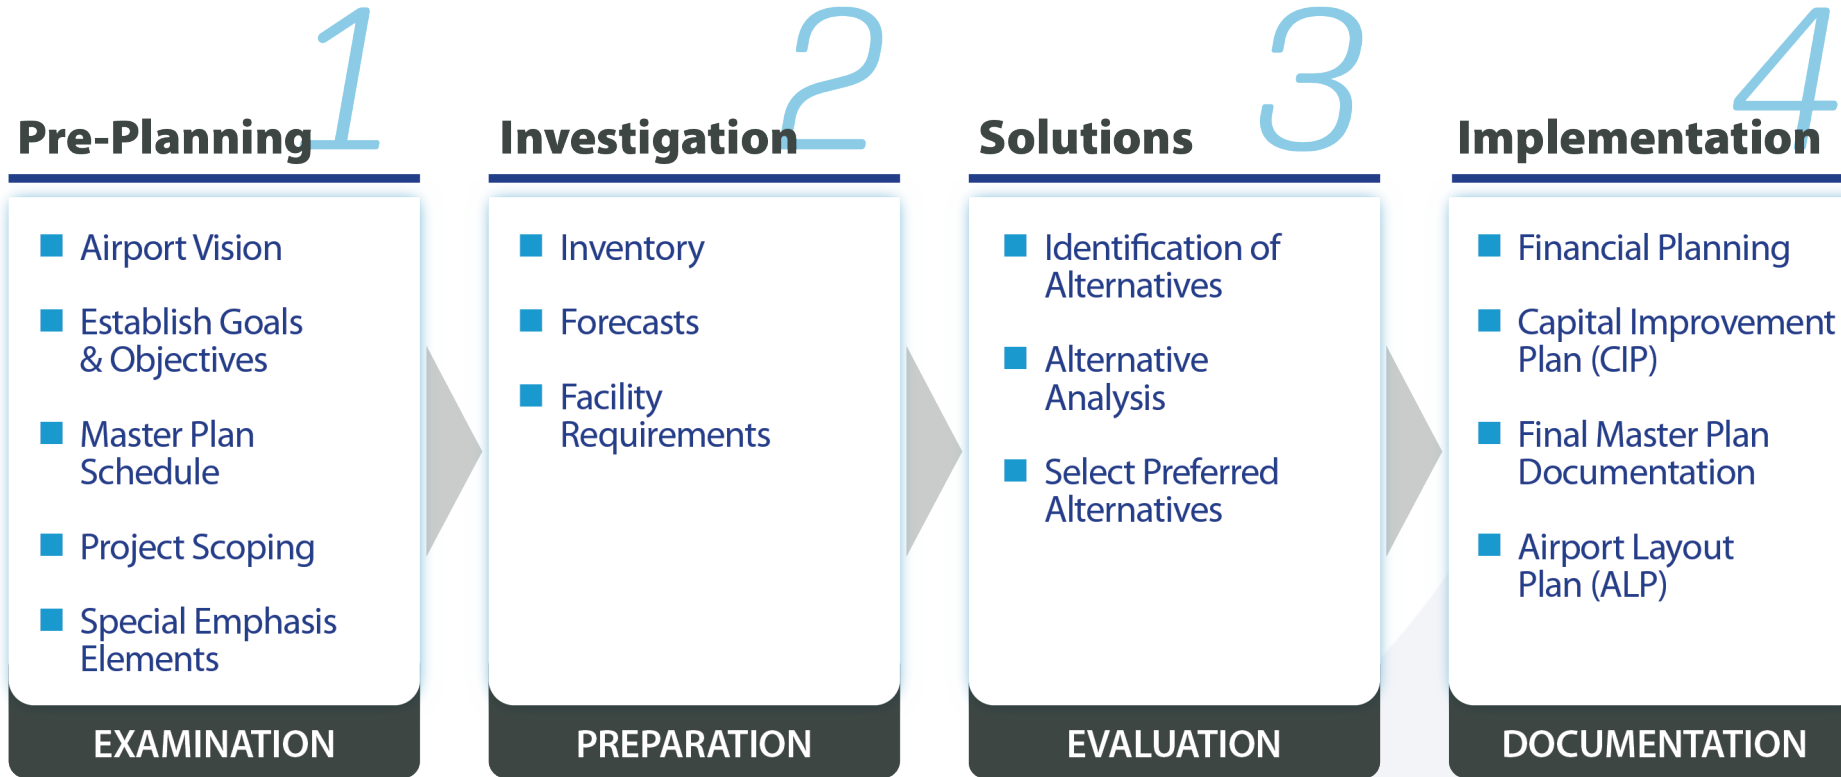 1
Pre-Planning
Airport Vision
Establish Goals
& Objectives
Master Plan
Schedule
Project Scoping
Special Emphasis
Elements
EXAMINATION
2
Investigation
Inventory
Forecasts
Facility
Requirements
PREPARATION
3
Solutions
Identification of
Alternatives
Alternative
Analysis
Select Preferred
Alternatives
EVALUATION
4
Implementation
Financial Planning
Capital Improvement
Plan (CIP)
Final Master Plan
Documentation
Airport Layout
Plan (ALP)
DOCUMENTATION